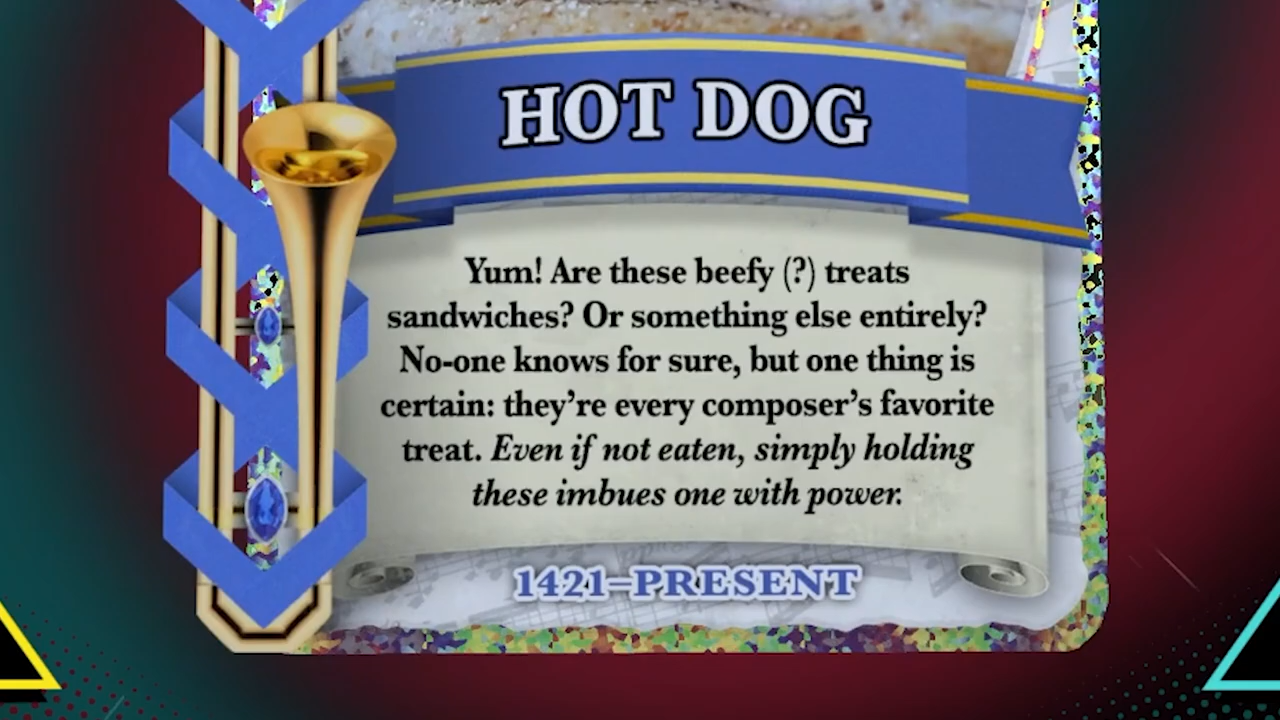 HOT DOG
Yum! Are these beefy (?) treats
sandwiches? Or something else entirely?
No-one knows for sure, but one thing is
certain: they're every composer's favorite
treat. Even if not eaten, simply holding
these imbues one with power.
1421–PRESENT